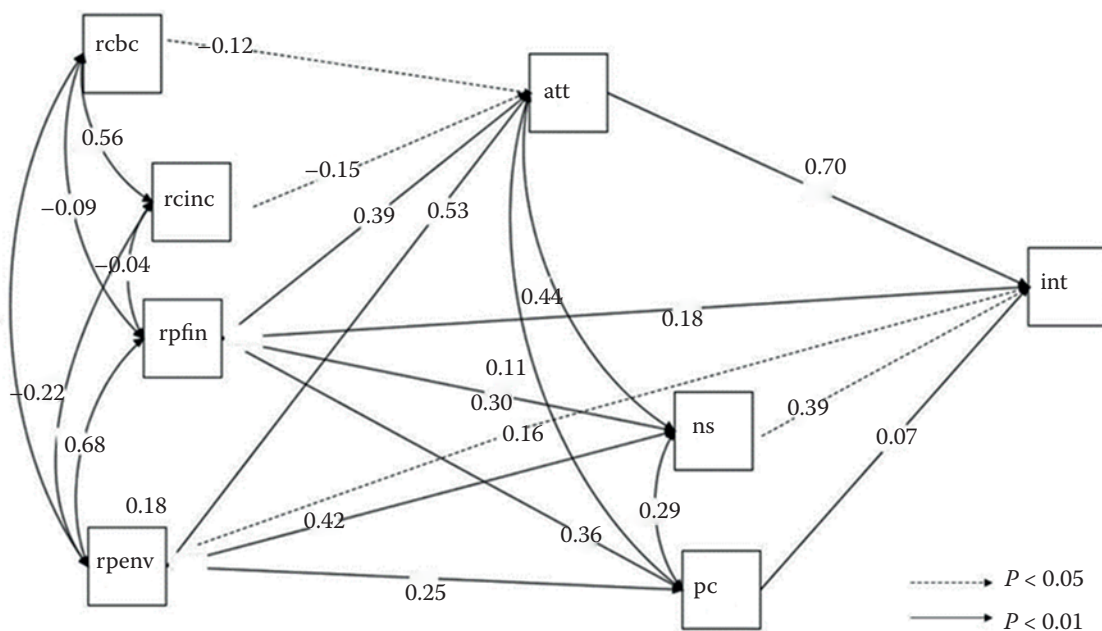 rcbc
−0.12
att
0.56
0.70
−0.15
rcinc
−0.09
0.39
0.53
−0.04
int
0.44
0.18
rpfin
0.11
−0.22
0.30
0.39
0.16
ns
0.07
0.68
0.18
0.29
0.42
0.36
rpenv
0.25
pc
P < 0.05
P < 0.01